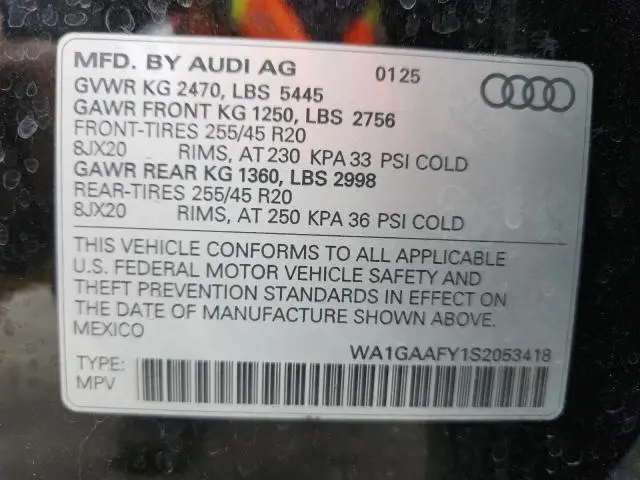 MFD. BY AUDI AG 0125
GVWR KG 2470, LBS 5445
GAWR FRONT KG 1250, LBS 2756
FRONT-TIRES 255/45 R20
8JX20 RIMS, AT 230 KPA 33 PSI COLD
GAWR REAR KG 1360, LBS 2998
REAR-TIRES 255/45 R20
8JX20 RIMS, AT 250 KPA 36 PSI COLD
THIS VEHICLE CONFORMS TO ALL APPLICABLE
U.S. FEDERAL MOTOR VEHICLE SAFETY AND
THEFT PREVENTION STANDARDS IN EFFECT ON
THE DATE OF MANUFACTURE SHOWN ABOVE.
MEXICO
WA1GAAFY1S2053418
TYPE:
MPV